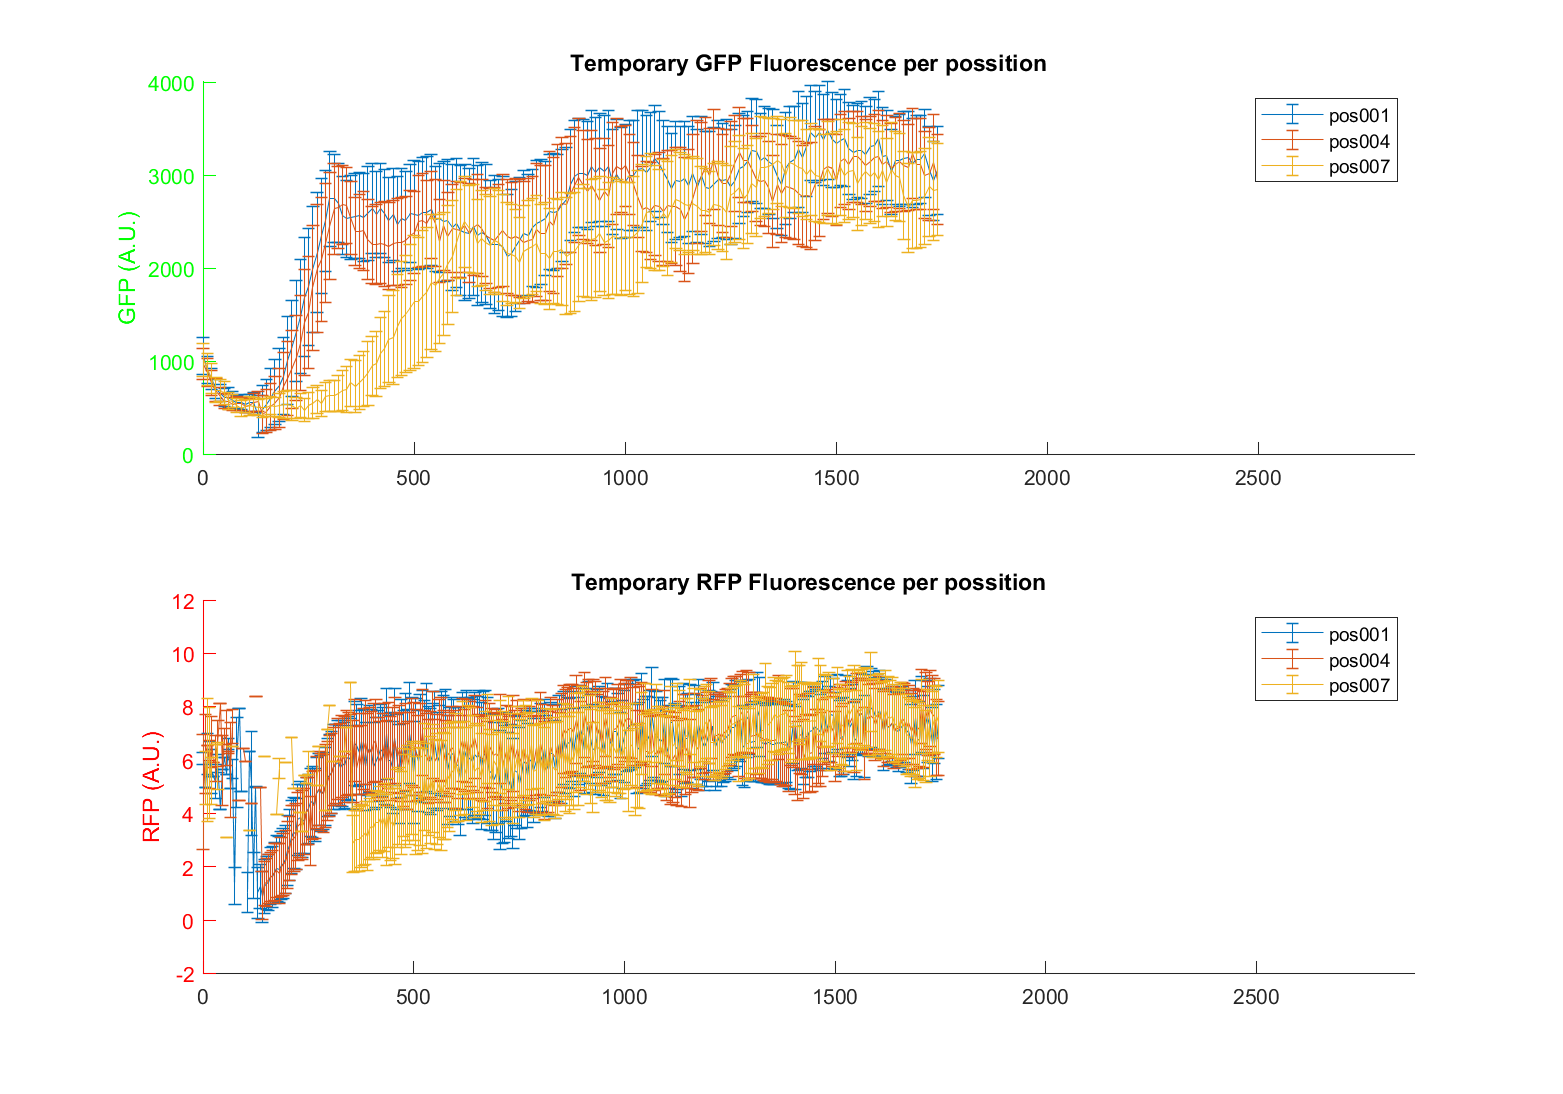 Temporary GFP Fluorescence per possition
GFP (A.U.)
4000
3000
2000
1000
0
0 500 1000 1500 2000 2500
pos001
pos004
pos007
Temporary RFP Fluorescence per possition
RFP (A.U.)
12
10
8
6
4
2
0
-2
0 500 1000 1500 2000 2500
pos001
pos004
pos007